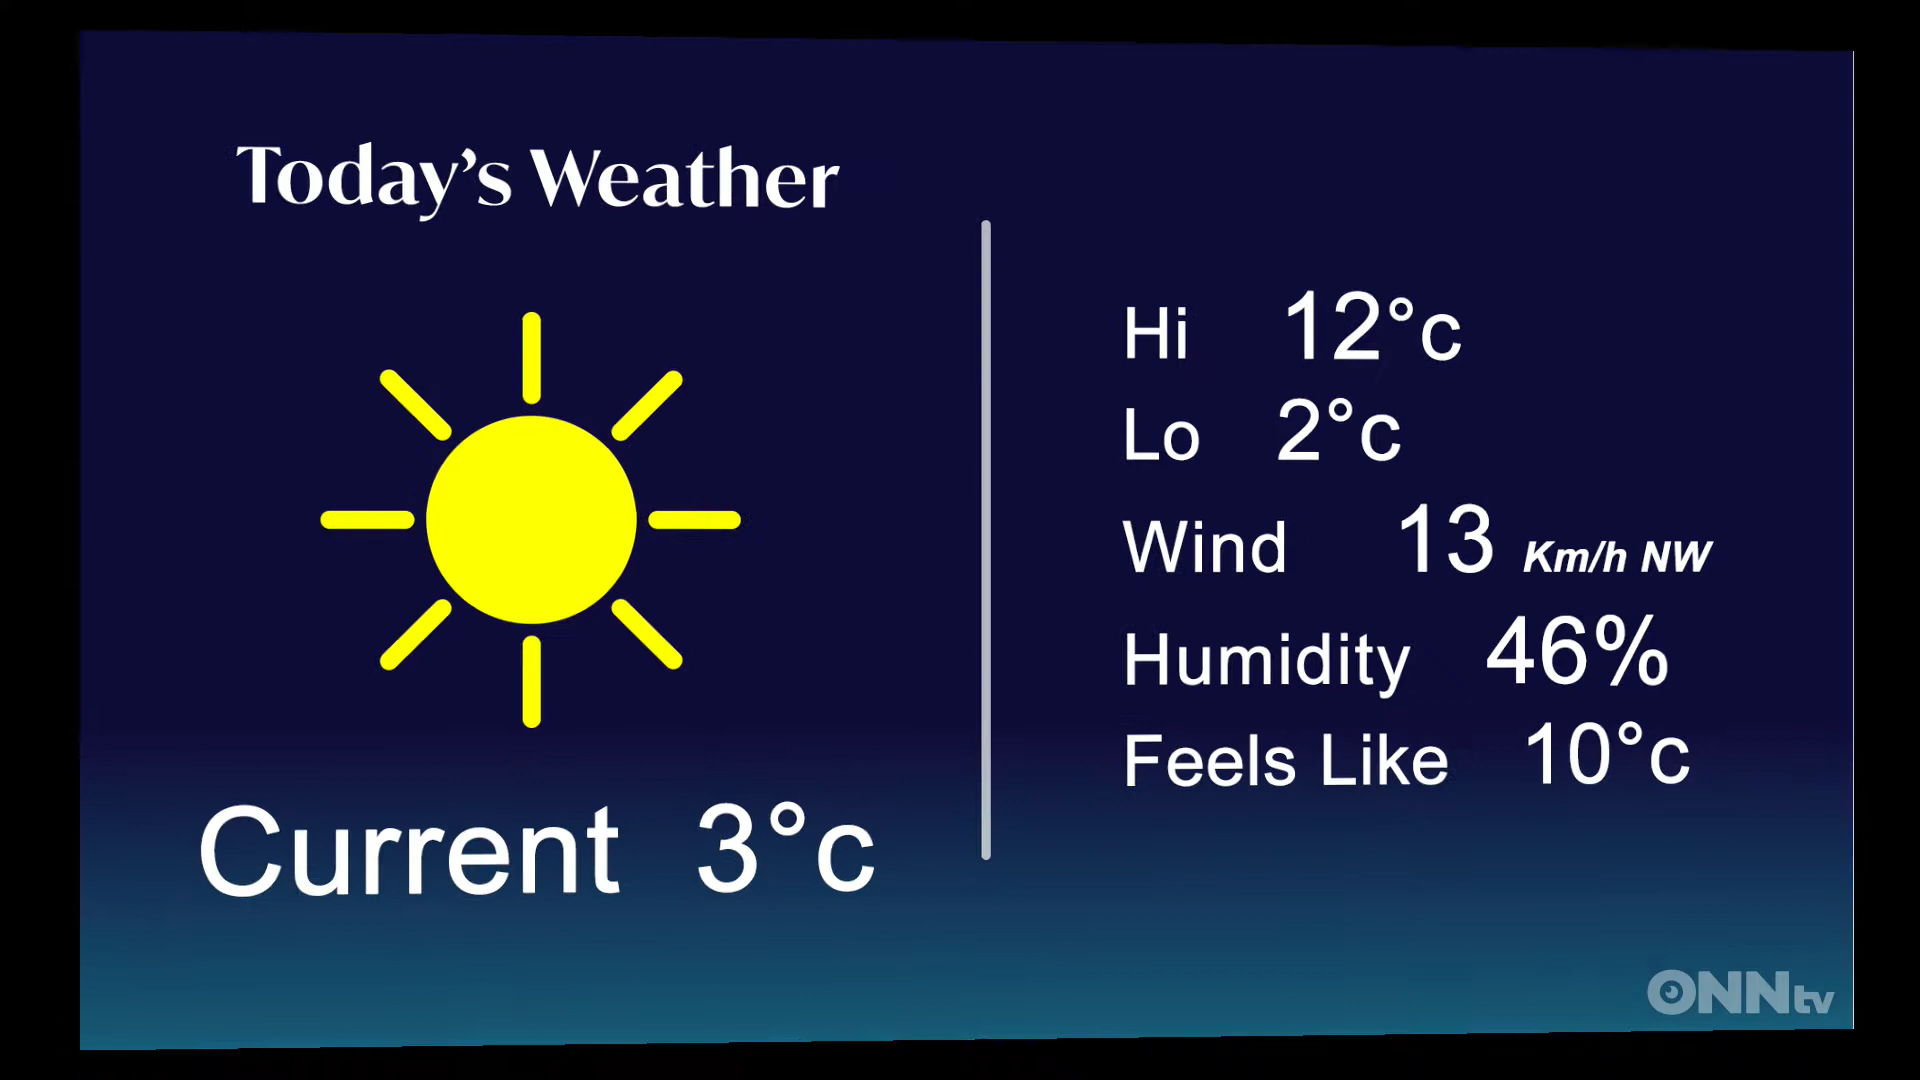 Today's Weather
Current 3°c
Hi 12°c
Lo 2°c
Wind 13 Km/h NW
Humidity 46%
Feels Like 10°c
ONNtv